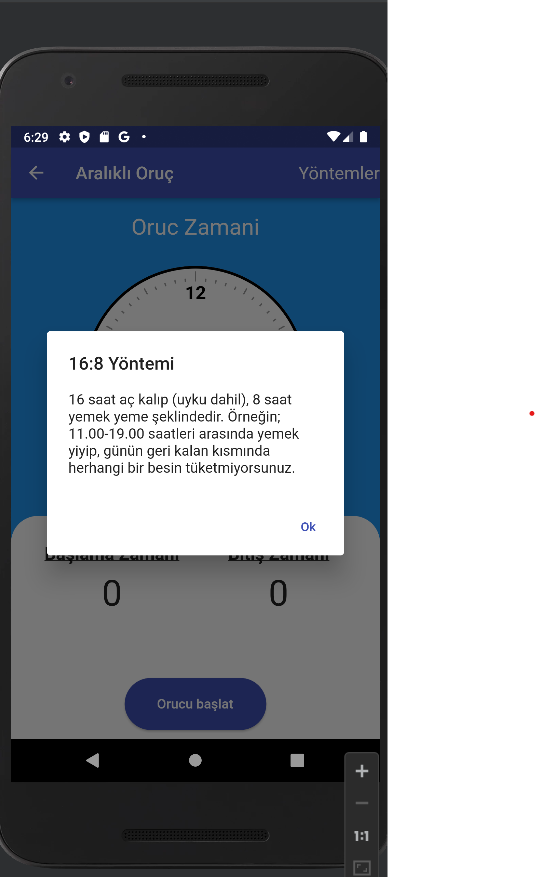 6:29
Aralıklı Oruç
Yöntemler
Oruc Zamani
12
16:8 Yöntemi
16 saat aç kalıp (uyku dahil), 8 saat
yemek yeme şeklindedir. Örneğin;
11.00-19.00 saatleri arasında yemek
yiyip, günün geri kalan kısmında
herhangi bir besin tüketmiyorsunuz.
Ok
Başlama Zamanı
Bitiş Zamanı
0
0
Orucu başlat
1:1